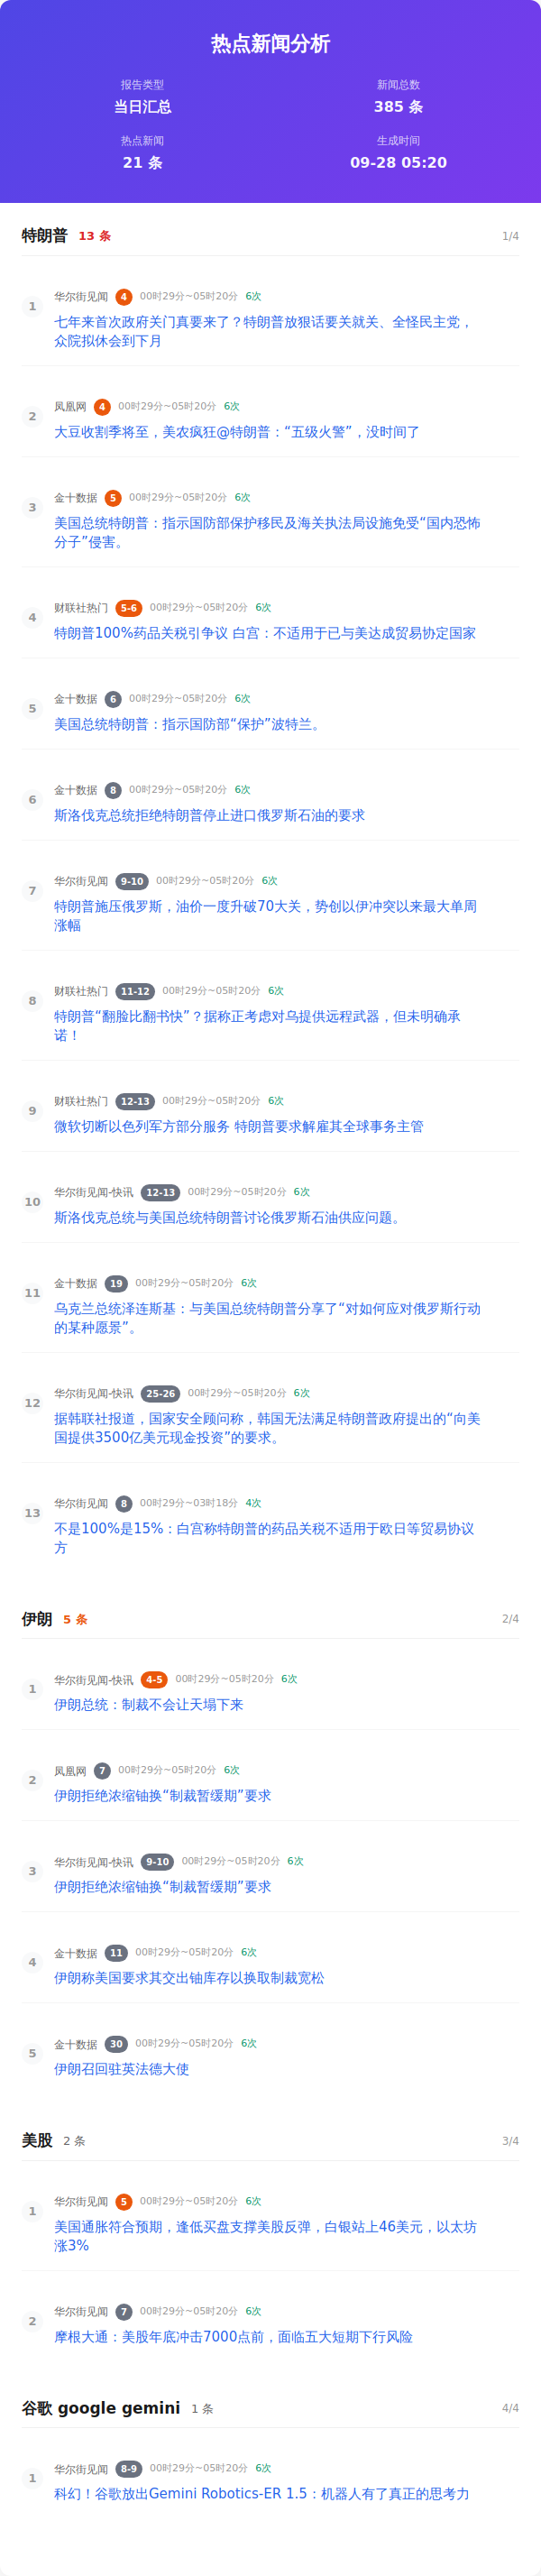 热点新闻分析
报告类型
当日汇总
新闻总数
385 条
热点新闻
21 条
生成时间
09-28 05:20
特朗普 13 条 1/4
1 华尔街见闻 4 00时29分~05时20分 6次
七年来首次政府关门真要来了？特朗普放狠话要关就关、全怪民主党，
众院拟休会到下月
2 凤凰网 4 00时29分~05时20分 6次
大豆收割季将至，美农疯狂@特朗普：“五级火警”，没时间了
3 金十数据 5 00时29分~05时20分 6次
美国总统特朗普：指示国防部保护移民及海关执法局设施免受“国内恐怖
分子”侵害。
4 财联社热门 5-6 00时29分~05时20分 6次
特朗普100%药品关税引争议 白宫：不适用于已与美达成贸易协定国家
5 金十数据 6 00时29分~05时20分 6次
美国总统特朗普：指示国防部“保护”波特兰。
6 金十数据 8 00时29分~05时20分 6次
斯洛伐克总统拒绝特朗普停止进口俄罗斯石油的要求
7 华尔街见闻 9-10 00时29分~05时20分 6次
特朗普施压俄罗斯，油价一度升破70大关，势创以伊冲突以来最大单周
涨幅
8 财联社热门 11-12 00时29分~05时20分 6次
特朗普“翻脸比翻书快”？据称正考虑对乌提供远程武器，但未明确承
诺！
9 财联社热门 12-13 00时29分~05时20分 6次
微软切断以色列军方部分服务 特朗普要求解雇其全球事务主管
10 华尔街见闻-快讯 12-13 00时29分~05时20分 6次
斯洛伐克总统与美国总统特朗普讨论俄罗斯石油供应问题。
11 金十数据 19 00时29分~05时20分 6次
乌克兰总统泽连斯基：与美国总统特朗普分享了“对如何应对俄罗斯行动
的某种愿景”。
12 华尔街见闻-快讯 25-26 00时29分~05时20分 6次
据韩联社报道，国家安全顾问称，韩国无法满足特朗普政府提出的“向美
国提供3500亿美元现金投资”的要求。
13 华尔街见闻 8 00时29分~03时18分 4次
不是100%是15%：白宫称特朗普的药品关税不适用于欧日等贸易协议
方
伊朗 5 条 2/4
1 华尔街见闻-快讯 4-5 00时29分~05时20分 6次
伊朗总统：制裁不会让天塌下来
2 凤凰网 7 00时29分~05时20分 6次
伊朗拒绝浓缩铀换“制裁暂缓期”要求
3 华尔街见闻-快讯 9-10 00时29分~05时20分 6次
伊朗拒绝浓缩铀换“制裁暂缓期”要求
4 金十数据 11 00时29分~05时20分 6次
伊朗称美国要求其交出铀库存以换取制裁宽松
5 金十数据 30 00时29分~05时20分 6次
伊朗召回驻英法德大使
美股 2 条 3/4
1 华尔街见闻 5 00时29分~05时20分 6次
美国通胀符合预期，逢低买盘支撑美股反弹，白银站上46美元，以太坊
涨3%
2 华尔街见闻 7 00时29分~05时20分 6次
摩根大通：美股年底冲击7000点前，面临五大短期下行风险
谷歌 google gemini 1 条 4/4
1 华尔街见闻 8-9 00时29分~05时20分 6次
科幻！谷歌放出Gemini Robotics-ER 1.5：机器人有了真正的思考力